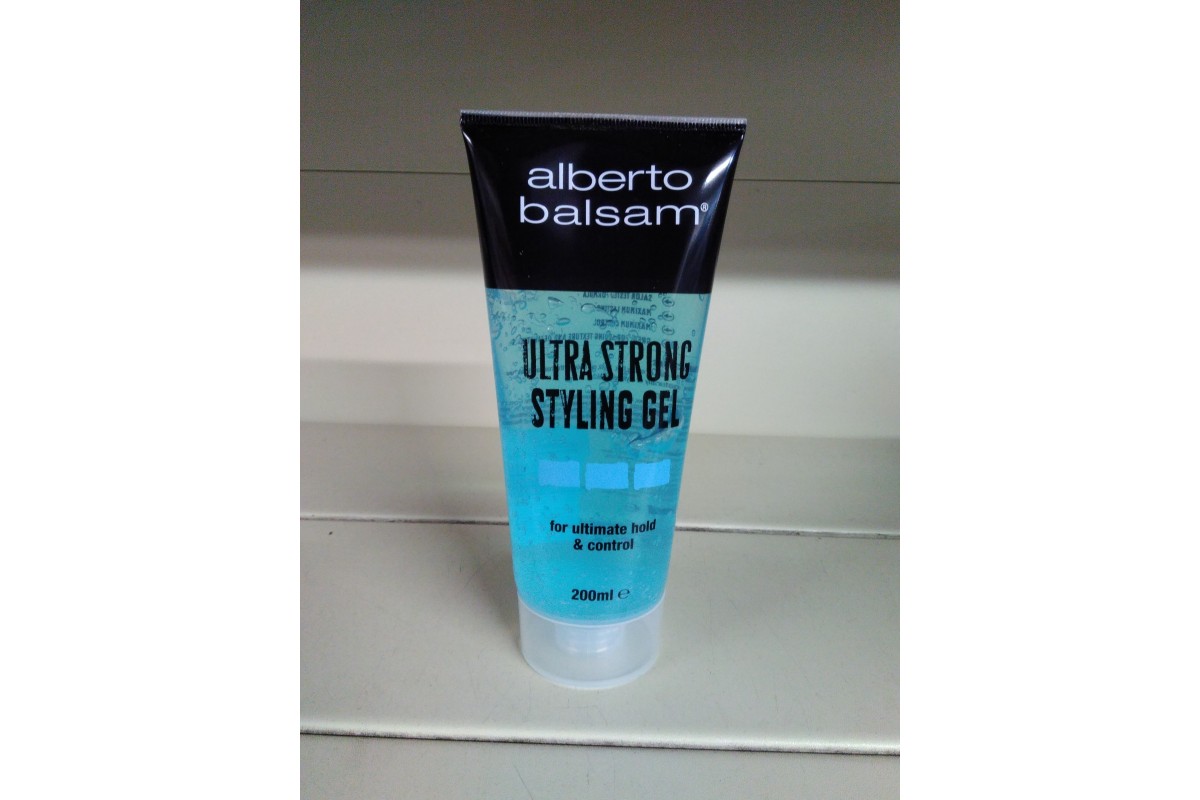 alberto
balsam®
ULTRA STRONG
STYLING GEL
for ultimate hold
& control
200ml ℮